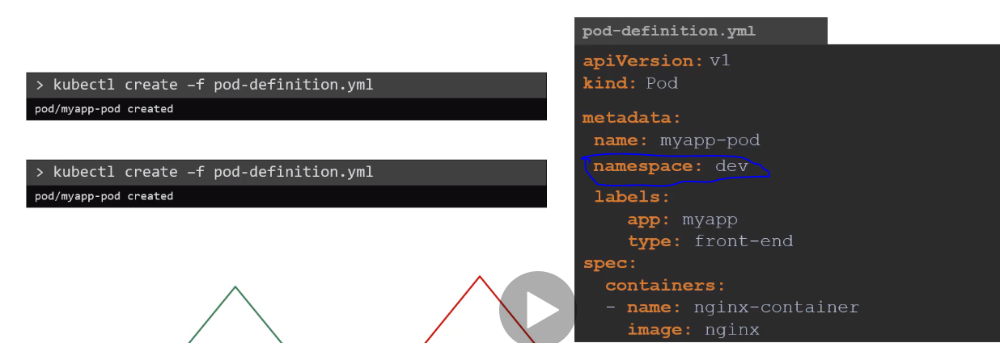 > kubectl create –f pod-definition.yml
pod/myapp-pod created
> kubectl create –f pod-definition.yml
pod/myapp-pod created
pod-definition.yml
apiVersion: v1
kind: Pod
metadata:
name: myapp-pod
namespace: dev
labels:
app: myapp
type: front-end
spec:
containers:
- name: nginx-container
image: nginx